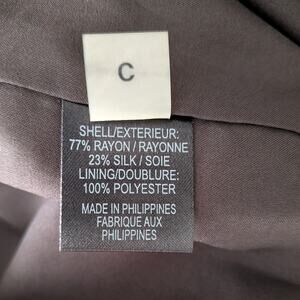 C
SHELL/EXTERIEUR:
77% RAYON/RAYONNE
23% SILK/SOIE
LINING/DOUBLURE:
100% POLYESTER
MADE IN PHILIPPINES
FABRIQUE AUX
PHILIPPINES